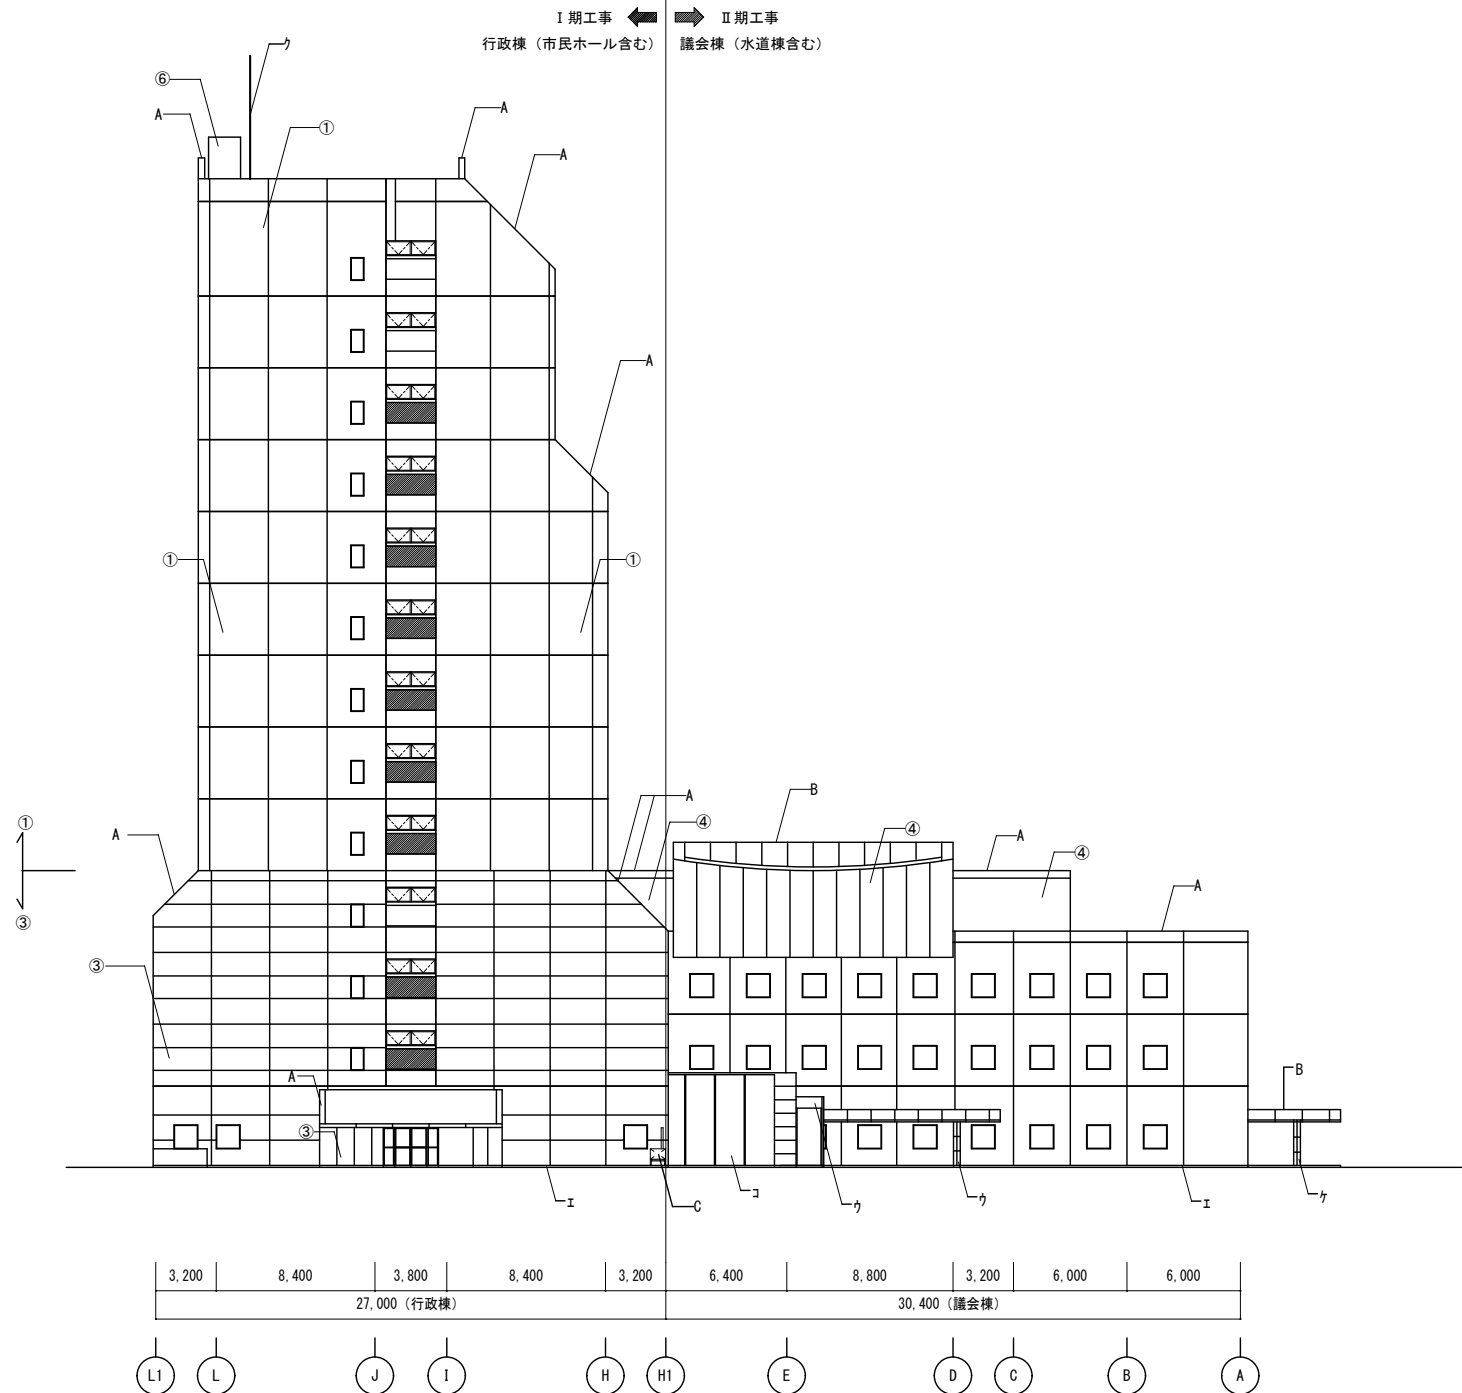 Ⅰ期工事 Ⅱ期工事
行政棟（市民ホール含む） 議会棟（水道棟含む）
ク
⑥
A
A
①
A
A
①
①
A
B
④
④
A
④
①
A
A
③
③
A
B
③
エ
C
コ
ウ
ウ
エ
ケ
3,200 8,400 3,800 8,400 3,200 6,400 8,800 3,200 6,000 6,000
27,000（行政棟） 30,400（議会棟）
L1 L J I H H1 E D C B A